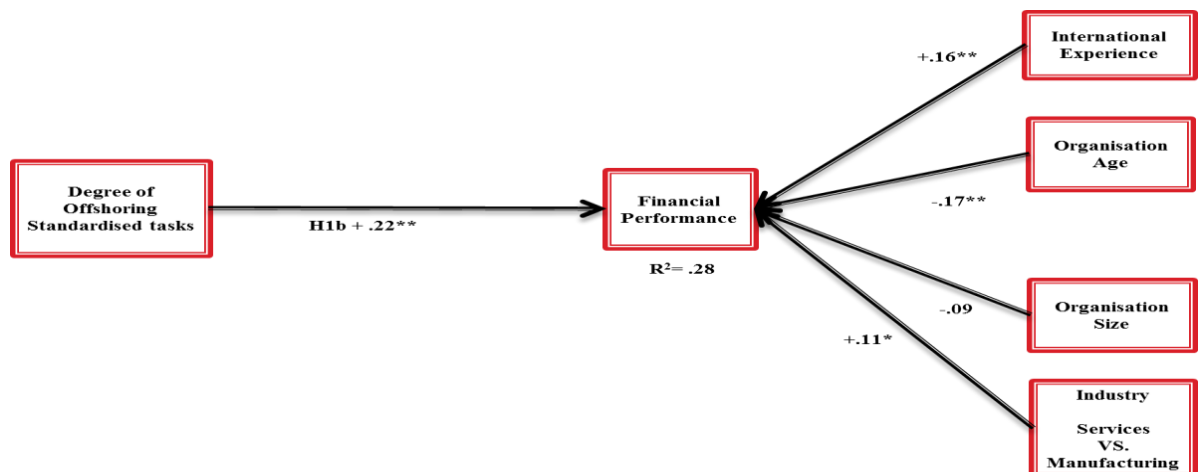 Degree of
Offshoring
Standardised tasks
H1b + .22**
Financial
Performance
R²= .28
+.16**
-.17**
-.09
+.11*
International
Experience
Organisation
Age
Organisation
Size
Industry
Services
VS.
Manufacturing